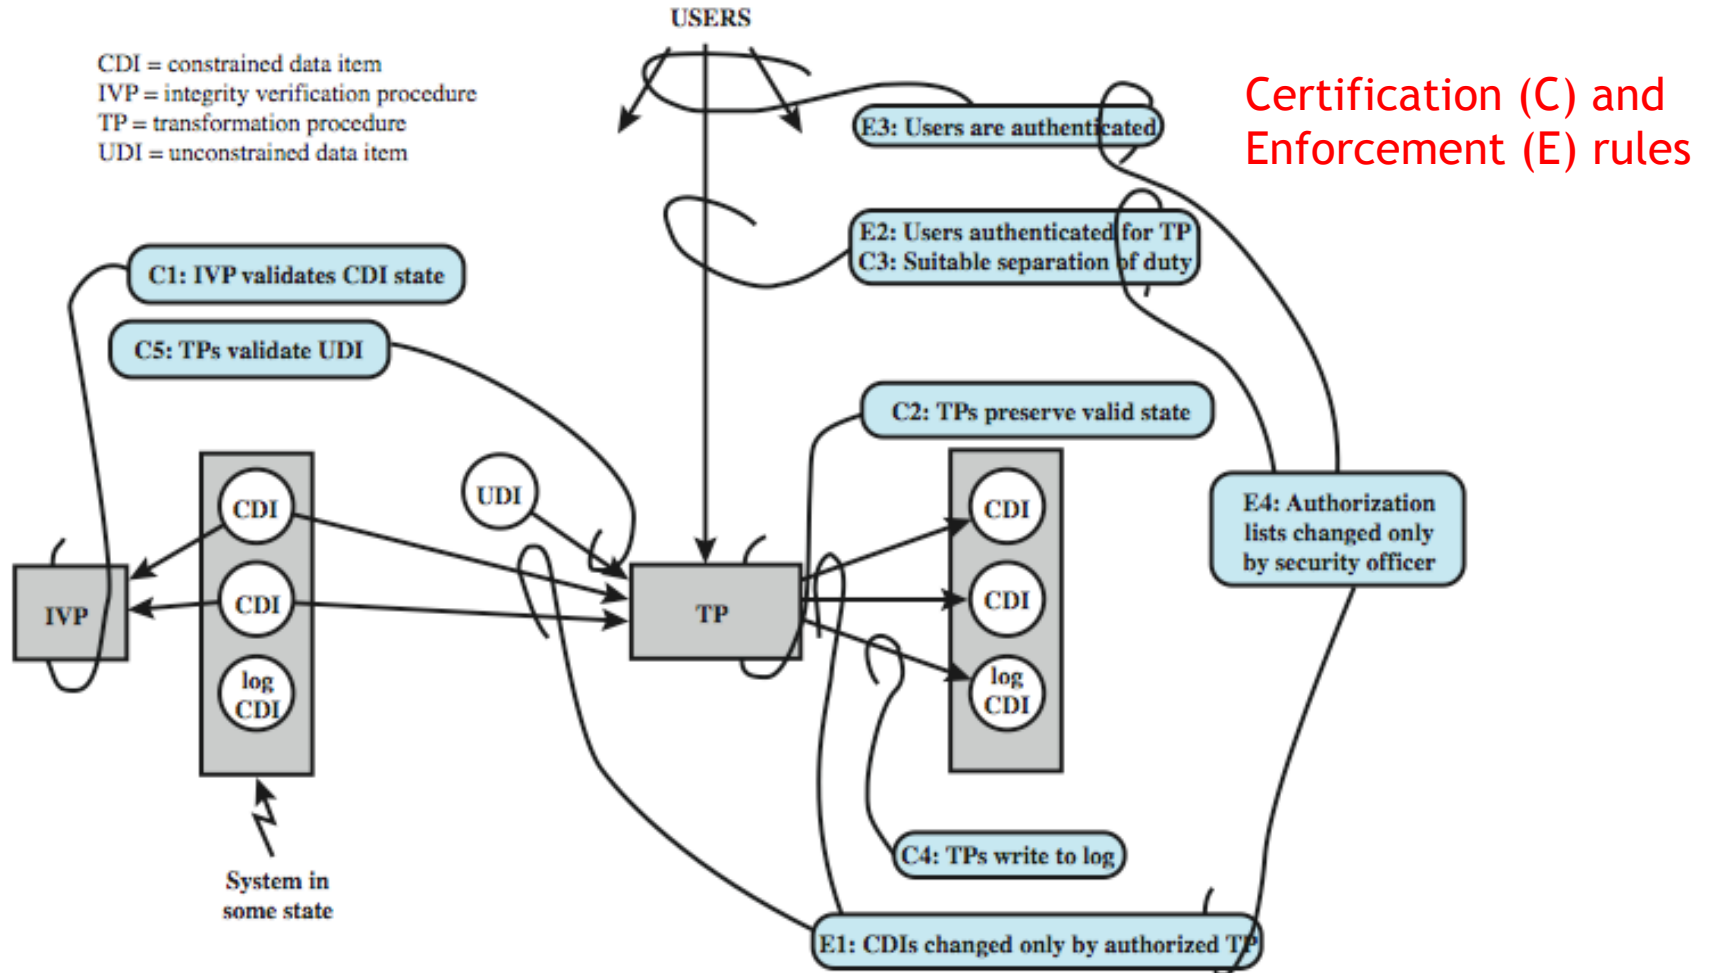 USERS
CDI = constrained data item
IVP = integrity verification procedure
TP = transformation procedure
UDI = unconstrained data item
Certification (C) and
Enforcement (E) rules
E3: Users are authenticated
E2: Users authenticated for TP
C3: Suitable separation of duty
C1: IVP validates CDI state
C5: TPs validate UDI
C2: TPs preserve valid state
CDI
UDI
CDI
E4: Authorization
lists changed only
by security officer
IVP
CDI
TP
CDI
log
CDI
log
CDI
C4: TPs write to log
System in
some state
E1: CDIs changed only by authorized TP